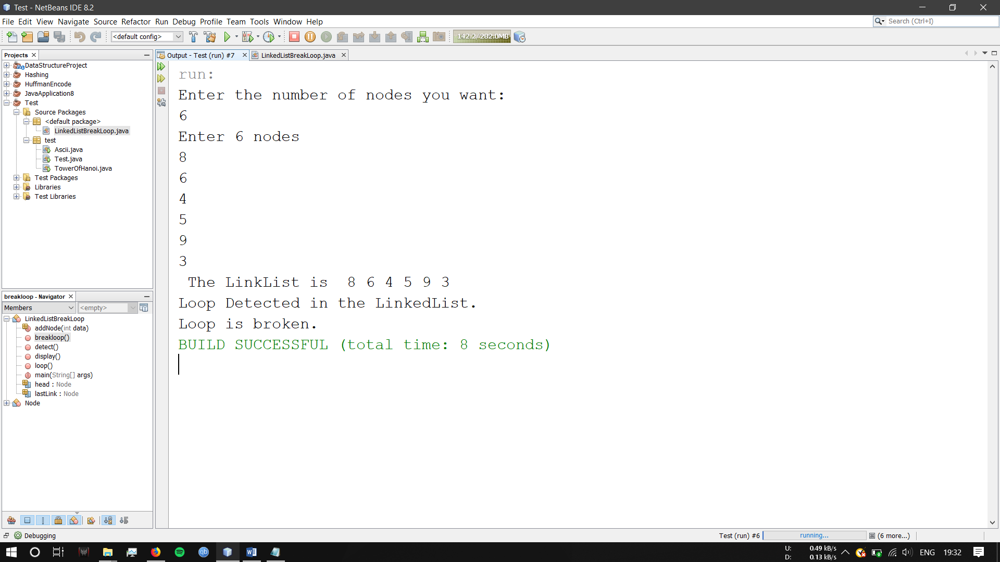 Test - NetBeans IDE 8.2
File Edit View Navigate Source Refactor Run Debug Profile Team Tools Window Help
Search (Ctrl+I)
<default config>
142.2/282.0MB
Projects
Output - Test (run) #7
LinkedListBreakLoop.java
DataStructureProject
Hashing
HuffmanEncode
JavaApplication8
Test
Source Packages
<default package>
LinkedListBreakLoop.java
test
Ascii.java
Test.java
TowerOfHanoi.java
Test Packages
Libraries
Test Libraries
run:
Enter the number of nodes you want:
6
Enter 6 nodes
8
6
4
5
9
3
The LinkList is  8 6 4 5 9 3
Loop Detected in the LinkedList.
Loop is broken.
BUILD SUCCESSFUL (total time: 8 seconds)
breakloop - Navigator
Members
<empty>
LinkedListBreakLoop
addNode(int data)
breakloop()
detect()
display()
loop()
main(String[] args)
head : Node
lastLink : Node
Node
Debugging
Test (run) #6
running...
(6 more...)
qb
U: 0.49 kB/s
D: 0.13 kB/s
ENG
19:32